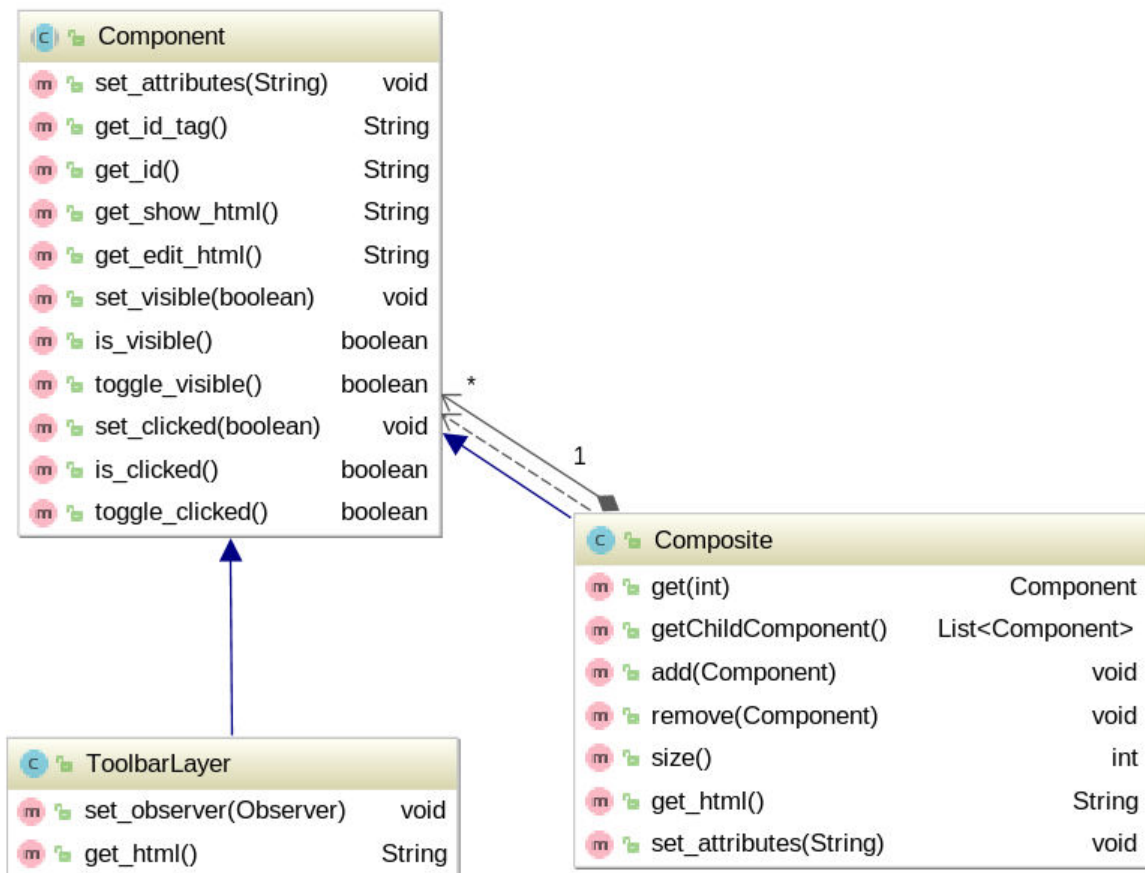 Component
set_attributes(String) void
get_id_tag() String
get_id() String
get_show_html() String
get_edit_html() String
set_visible(boolean) void
is_visible() boolean
toggle_visible() boolean
set_clicked(boolean) void
is_clicked() boolean
toggle_clicked() boolean
*
1
Composite
get(int) Component
getChildComponent() List<Component>
add(Component) void
remove(Component) void
size() int
get_html() String
set_attributes(String) void
ToolbarLayer
set_observer(Observer) void
get_html() String